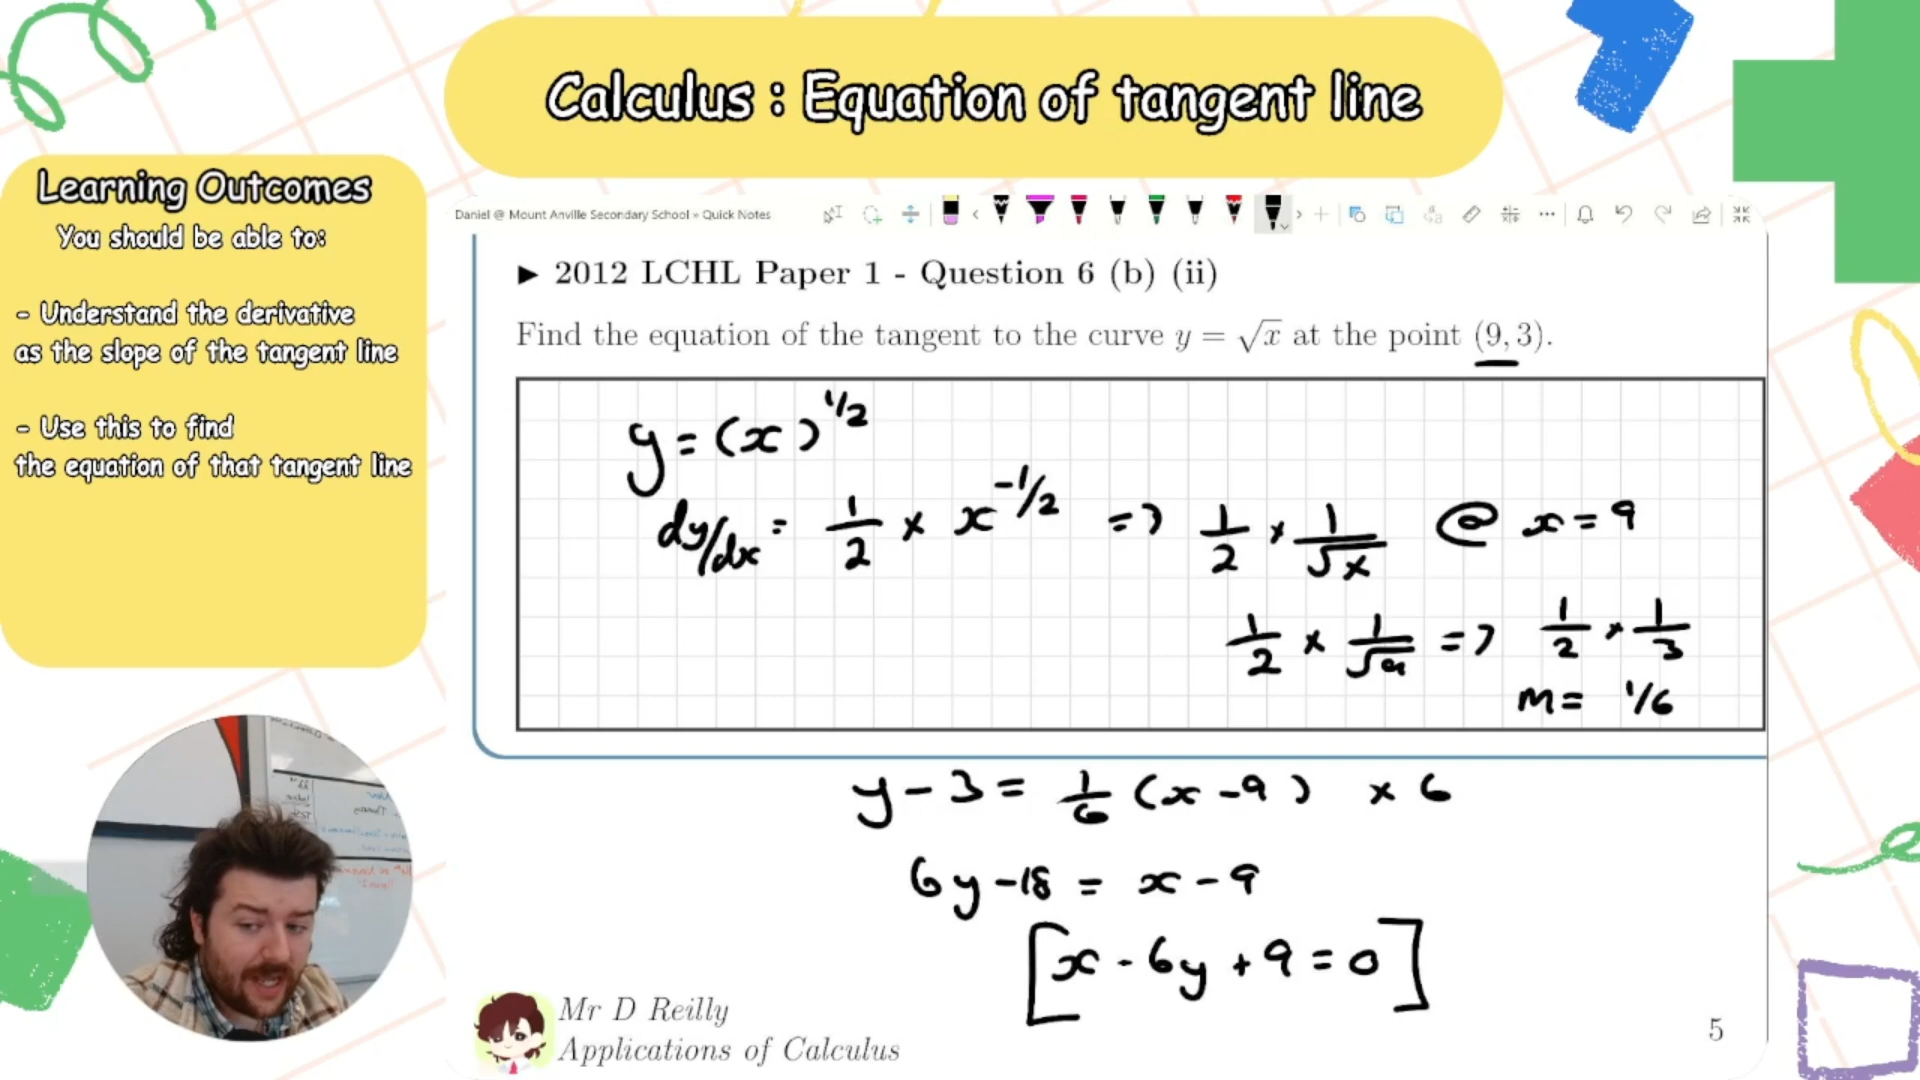 Calculus : Equation of tangent line
Learning Outcomes
You should be able to:
- Understand the derivative
as the slope of the tangent line
- Use this to find
the equation of that tangent line
Daniel @ Mount Anville Secondary School » Quick Notes
► 2012 LCHL Paper 1 - Question 6 (b) (ii)
Find the equation of the tangent to the curve y = √x at the point (9, 3).
y = (x)^1/2
dy/dx = 1/2 × x^-1/2 => 1/2 × 1/√x @ x = 9
1/2 × 1/√9 => 1/2 × 1/3
m = 1/6
y - 3 = 1/6 (x - 9) × 6
6y - 18 = x - 9
[x - 6y + 9 = 0]
Mr D Reilly
Applications of Calculus
5